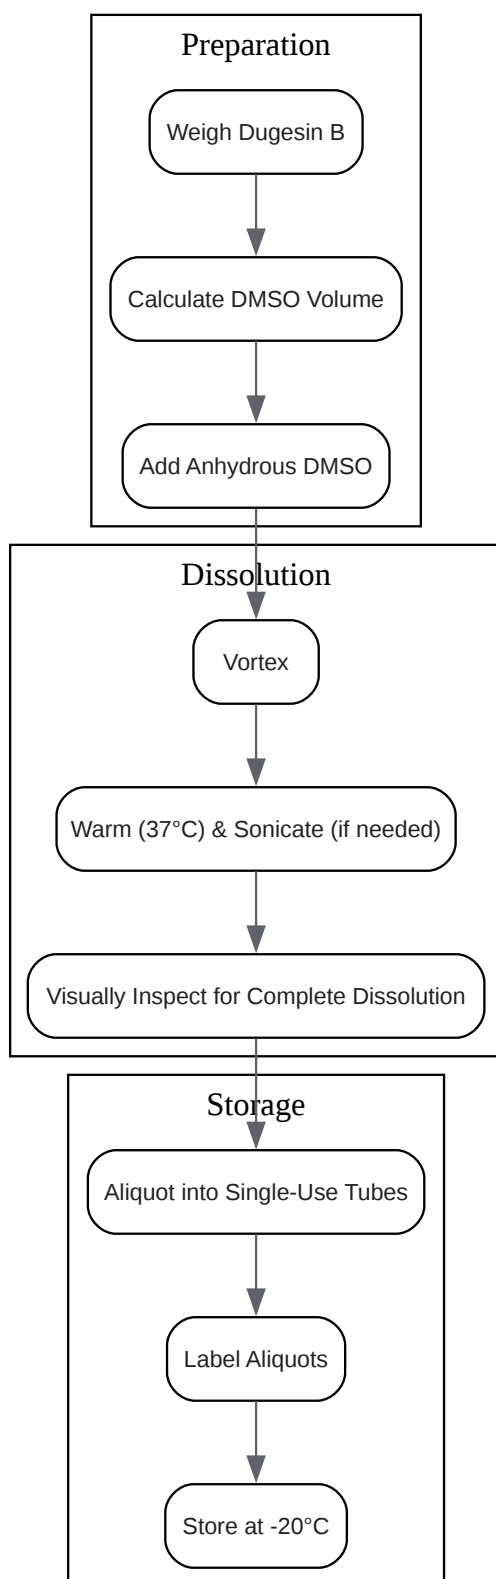 Preparation
Weigh Dugesin B
Calculate DMSO Volume
Add Anhydrous DMSO
Dissolution
Vortex
Warm (37°C) & Sonicate (if needed)
Visually Inspect for Complete Dissolution
Storage
Aliquot into Single-Use Tubes
Label Aliquots
Store at -20°C